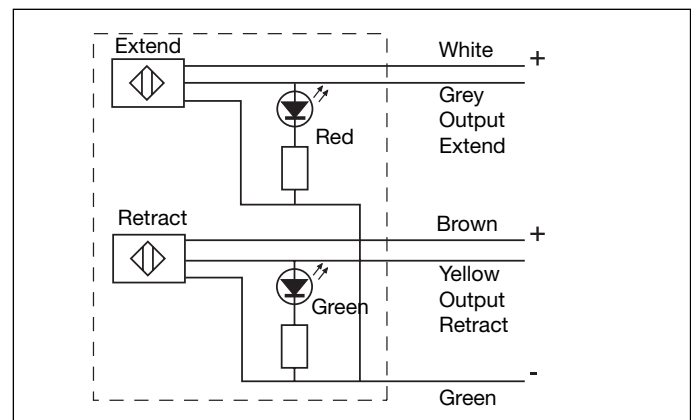 Extend
White +
Grey
Output
Extend
Red
Retract
Brown +
Yellow
Output
Retract
Green
-
Green